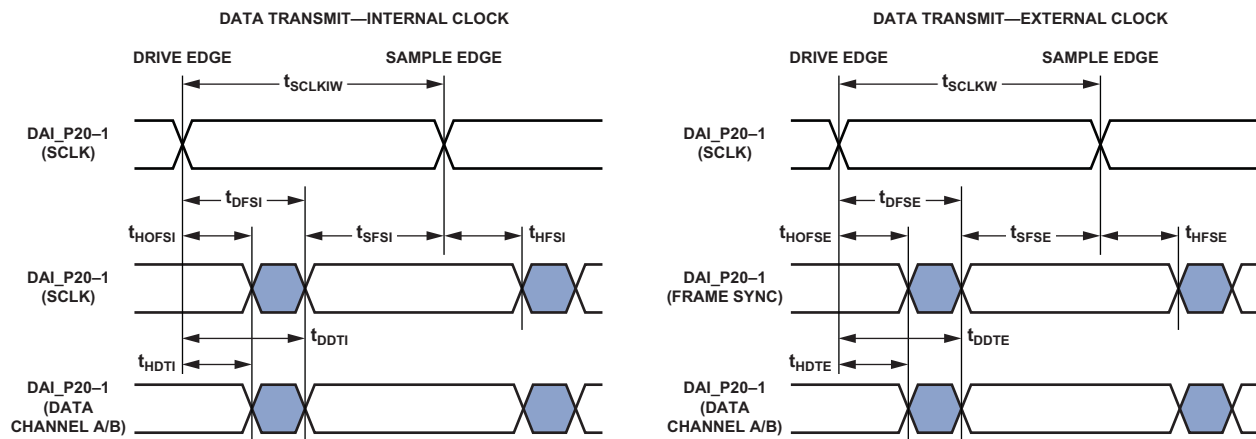 DATA TRANSMIT—INTERNAL CLOCK
DRIVE EDGE
SAMPLE EDGE
tSCLKIW
DAI_P20–1
(SCLK)
tDFSI
tHOFSI
tSFSI
tHFSI
DAI_P20–1
(SCLK)
tDDTI
tHDTI
DAI_P20–1
(DATA
CHANNEL A/B)
DATA TRANSMIT—EXTERNAL CLOCK
DRIVE EDGE
SAMPLE EDGE
tSCLKW
DAI_P20–1
(SCLK)
tDFSE
tHOFSE
tSFSE
tHFSE
DAI_P20–1
(FRAME SYNC)
tDDTE
tHDTE
DAI_P20–1
(DATA
CHANNEL A/B)